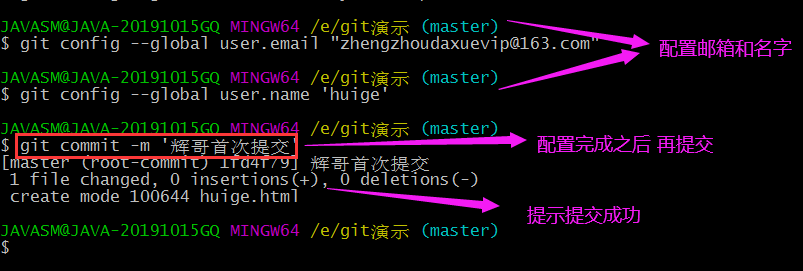 JAVASM@JAVA-20191015GQ MINGW64 /e/git演示 (master)
$ git config --global user.email "zhengzhoudaxuevip@163.com"
配置邮箱和名字
JAVASM@JAVA-20191015GQ MINGW64 /e/git演示 (master)
$ git config --global user.name 'huige'
JAVASM@JAVA-20191015GQ MINGW64 /e/git演示 (master)
$ git commit -m '辉哥首次提交
配置完成之后 再提交
[master (root-commit) 1fd4f79] 辉哥首次提交
1 file changed, 0 insertions(+), 0 deletions(-)
create mode 100644 huige.html
提示提交成功
JAVASM@JAVA-20191015GQ MINGW64 /e/git演示 (master)
$